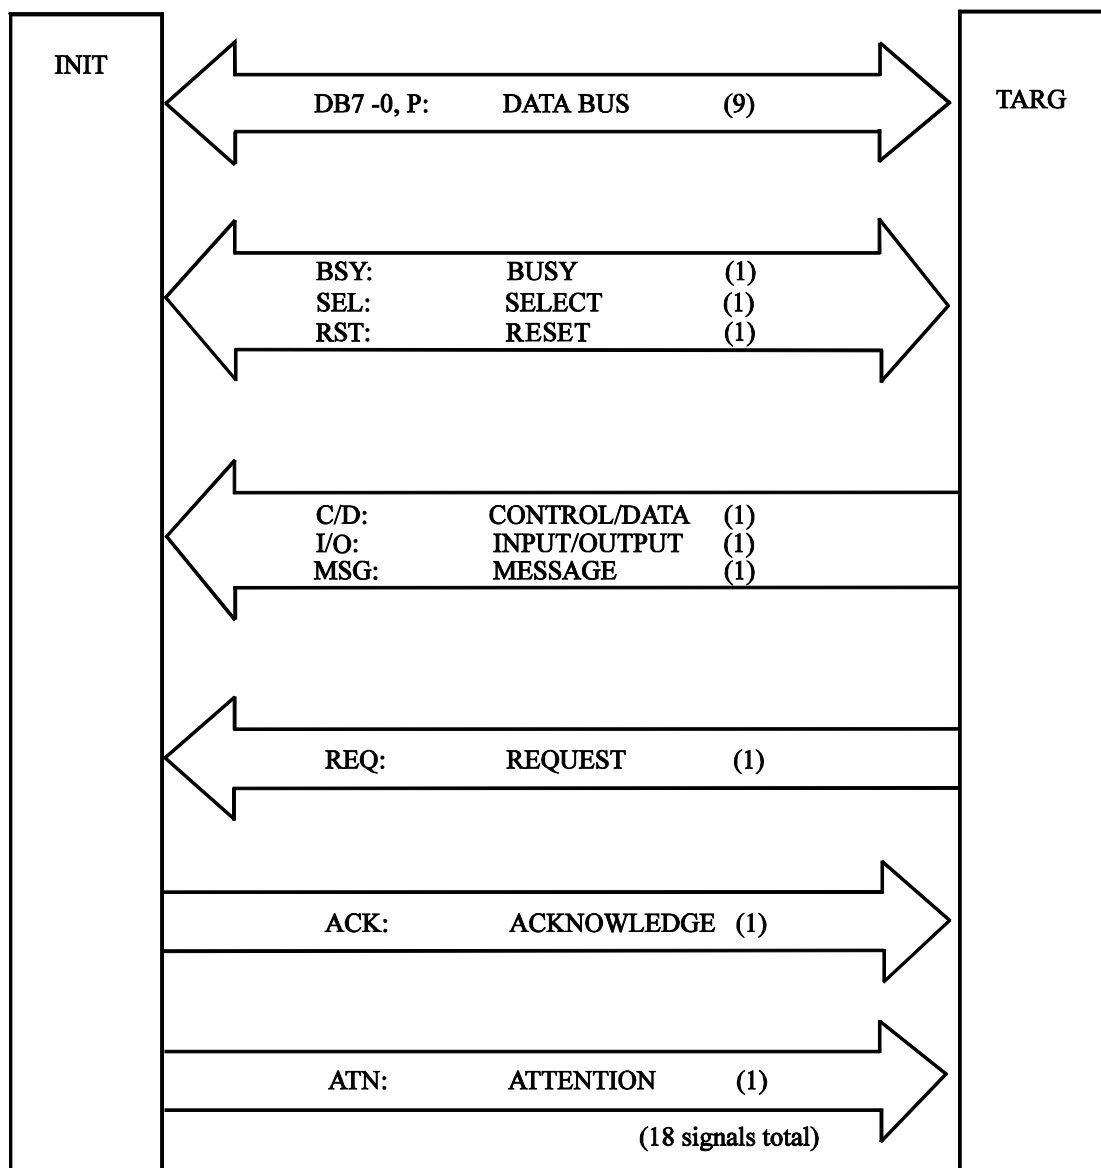 INIT
TARG
DB7 -0, P: DATA BUS (9)
BSY: BUSY (1)
SEL: SELECT (1)
RST: RESET (1)
C/D: CONTROL/DATA (1)
I/O: INPUT/OUTPUT (1)
MSG: MESSAGE (1)
REQ: REQUEST (1)
ACK: ACKNOWLEDGE (1)
ATN: ATTENTION (1)
(18 signals total)